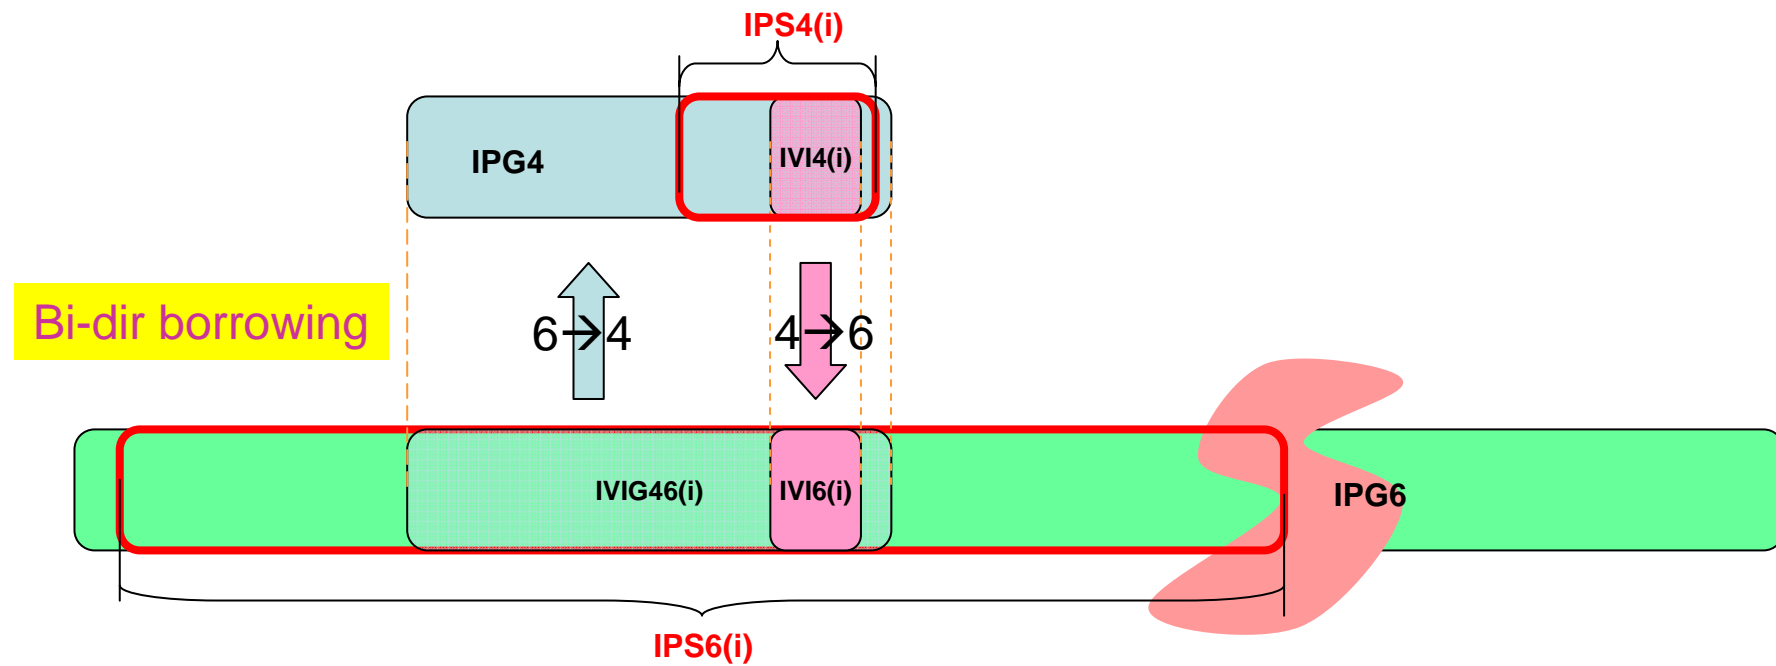 IPS4(i)
IPG4
IVI4(i)
Bi-dir borrowing
6→4
4→6
IVIG46(i)
IVI6(i)
IPG6
IPS6(i)